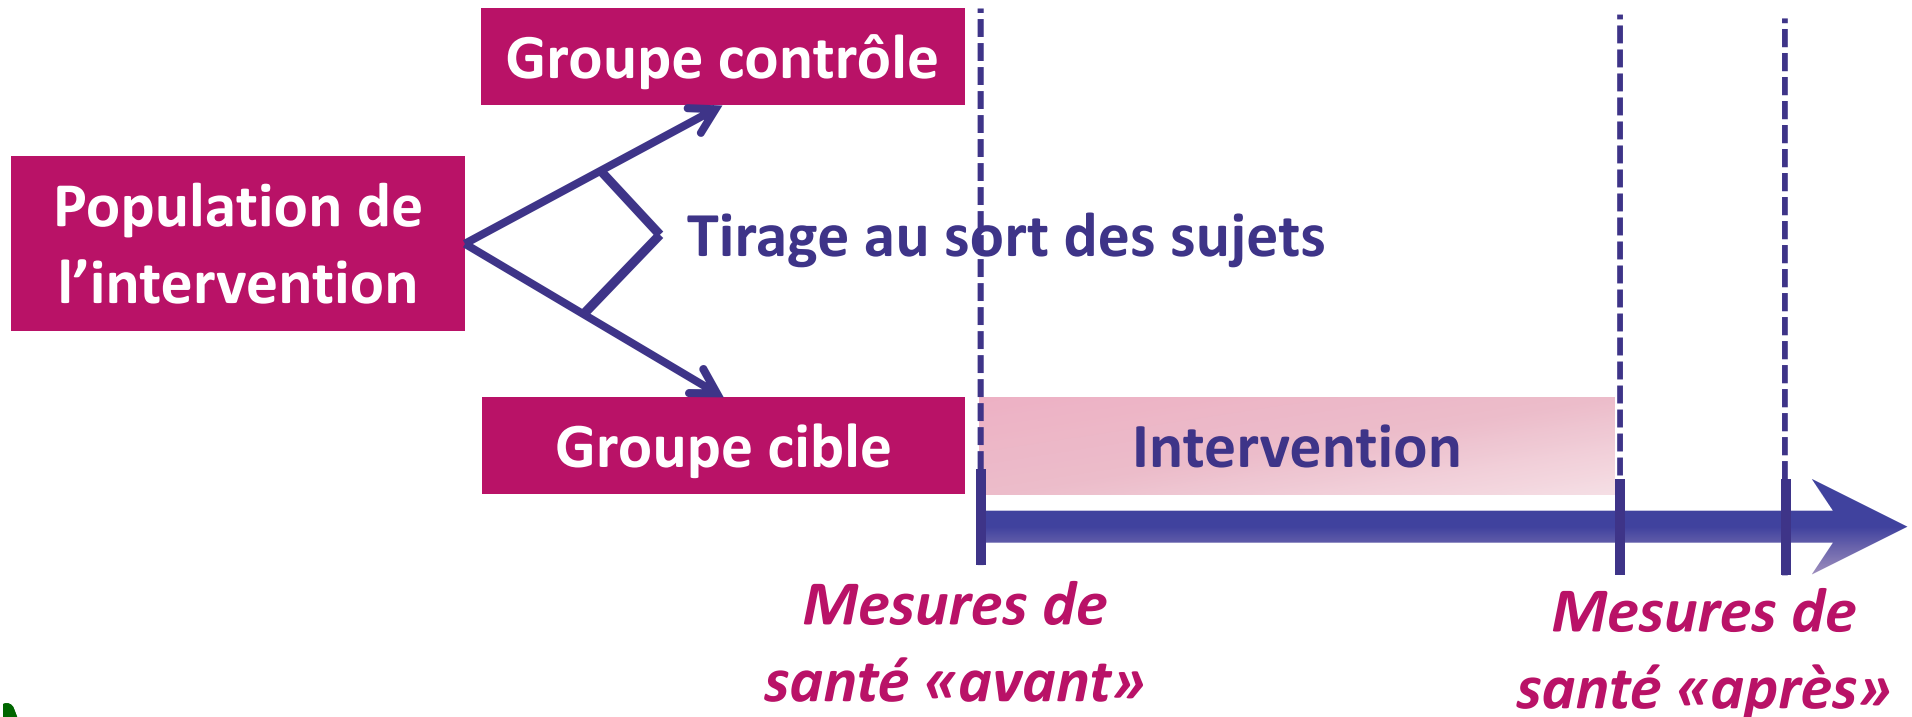 Groupe contrôle
Population de
l’intervention
Tirage au sort des sujets
Groupe cible
Intervention
Mesures de
santé «avant»
Mesures de
santé «après»